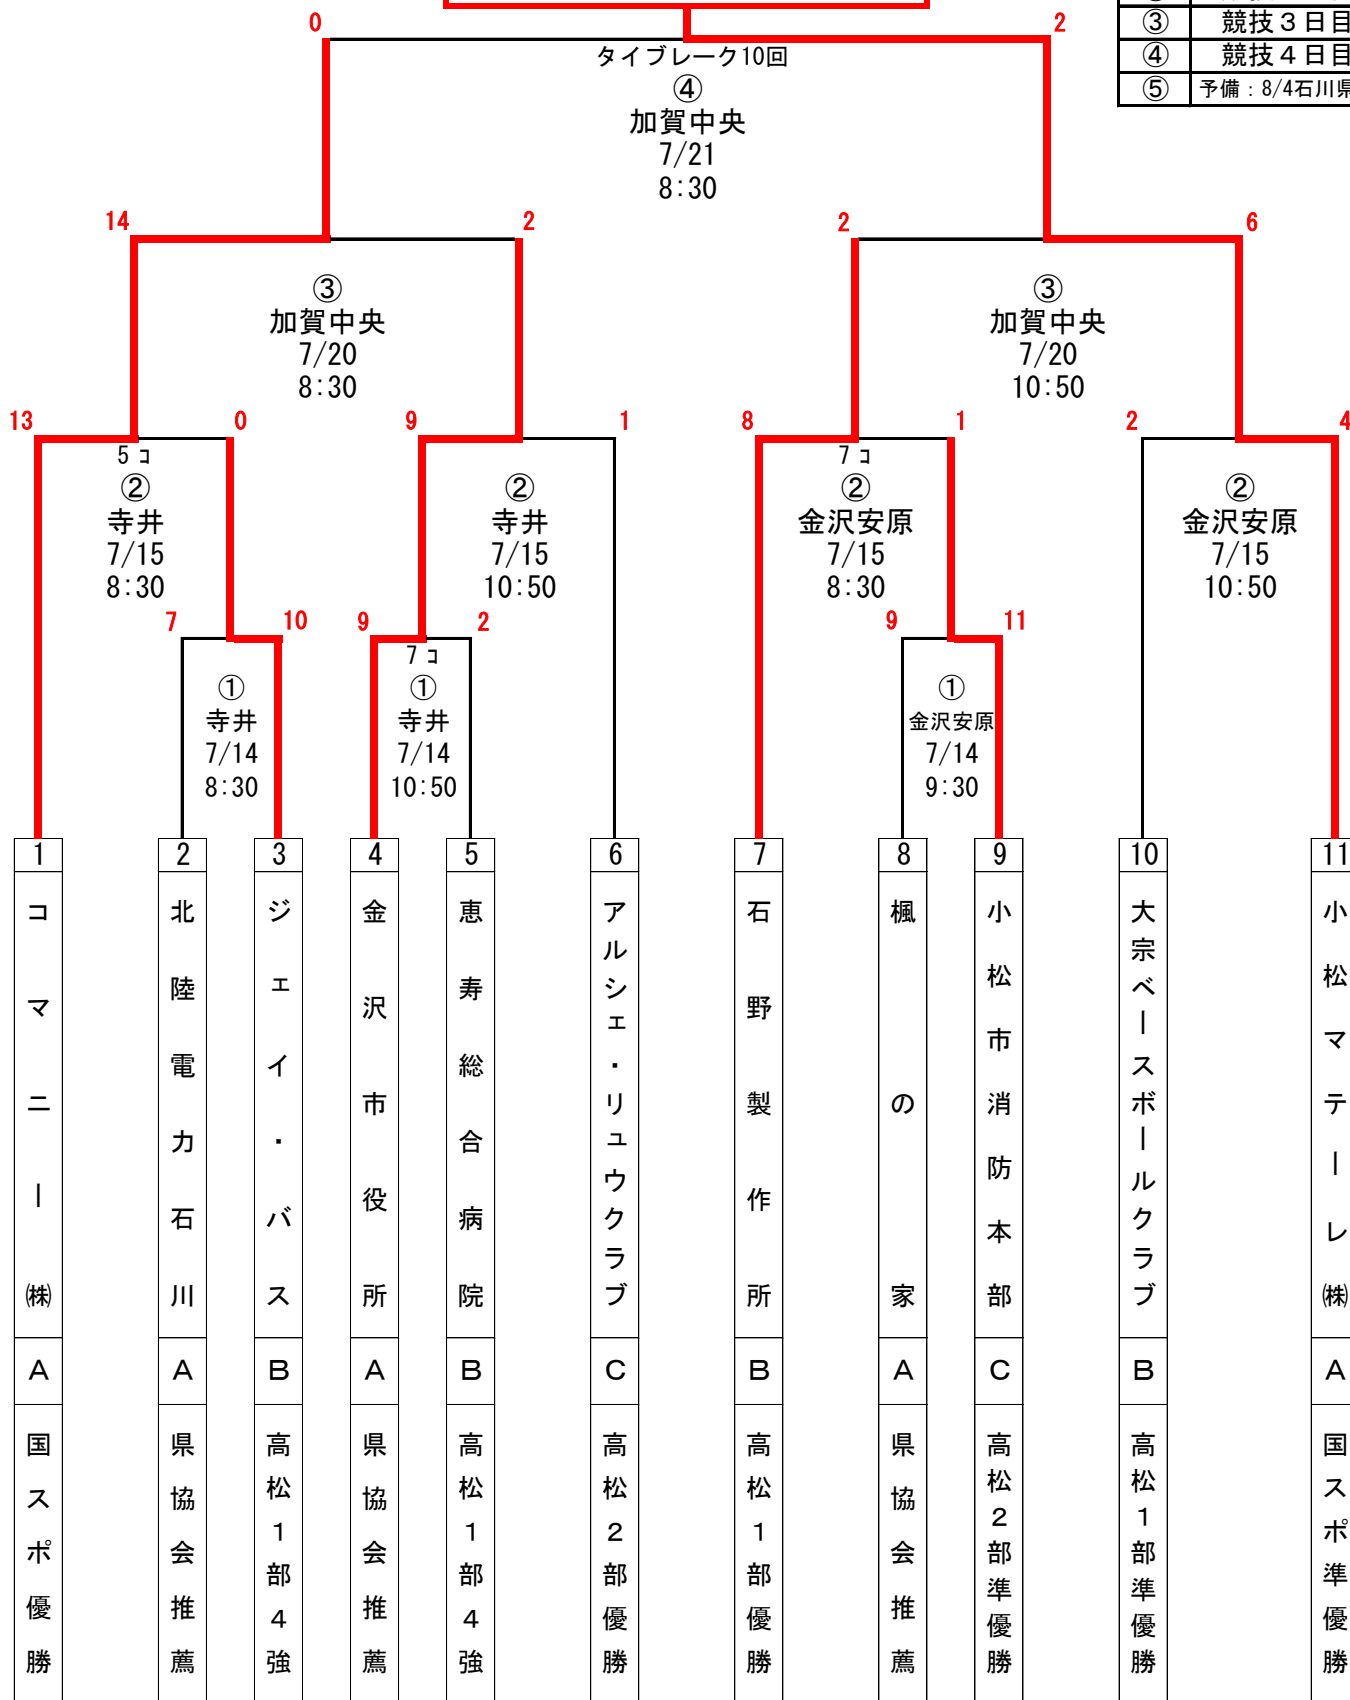 ③ 競技３日目
④ 競技４日目
⑤ 予備：8/4石川県
0 2
タイブレーク10回
④
加賀中央
7/21
8:30
14 2 2 6
③ ③
加賀中央 加賀中央
7/20 7/20
8:30 10:50
13 0 9 1 8 1 2 4
5コ 7コ
② ② ② ②
寺井 寺井 金沢安原 金沢安原
7/15 7/15 7/15 7/15
8:30 10:50 8:30 10:50
7 10 9 2 9 11
7コ
① ① ①
寺井 寺井 金沢安原
7/14 7/14 7/14
8:30 10:50 9:30
1 2 3 4 5 6 7 8 9 10 11
コマニー㈱
北陸電力石川
ジェイ・バス
金沢市役所
恵寿総合病院
アルシェ・リュウクラブ
石野製作所
楓の家
小松市消防本部
大宗ベースボールクラブ
小松マテーレ㈱
A A B A B C B A C B A
国スポ優勝
県協会推薦
高松1部4強
県協会推薦
高松1部4強
高松2部優勝
高松1部優勝
県協会推薦
高松2部準優勝
高松1部準優勝
国スポ準優勝